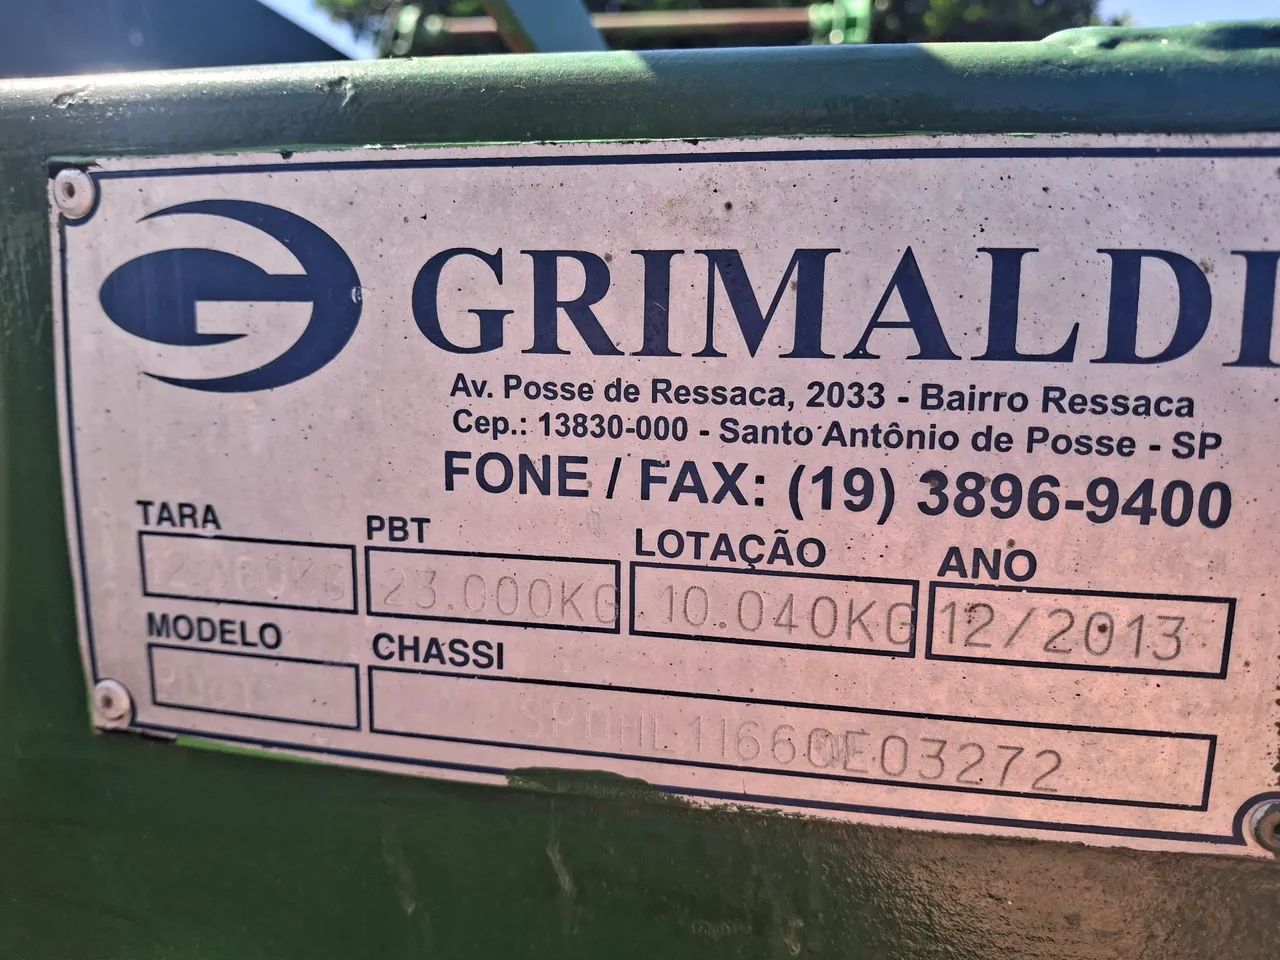 GRIMALDI
Av. Posse de Ressaca, 2033 - Bairro Ressaca
Cep.: 13830-000 - Santo Antônio de Posse - SP
FONE / FAX: (19) 3896-9400
TARA PBT LOTAÇÃO ANO
23.000KG 10.040KG 12/2013
MODELO CHASSI